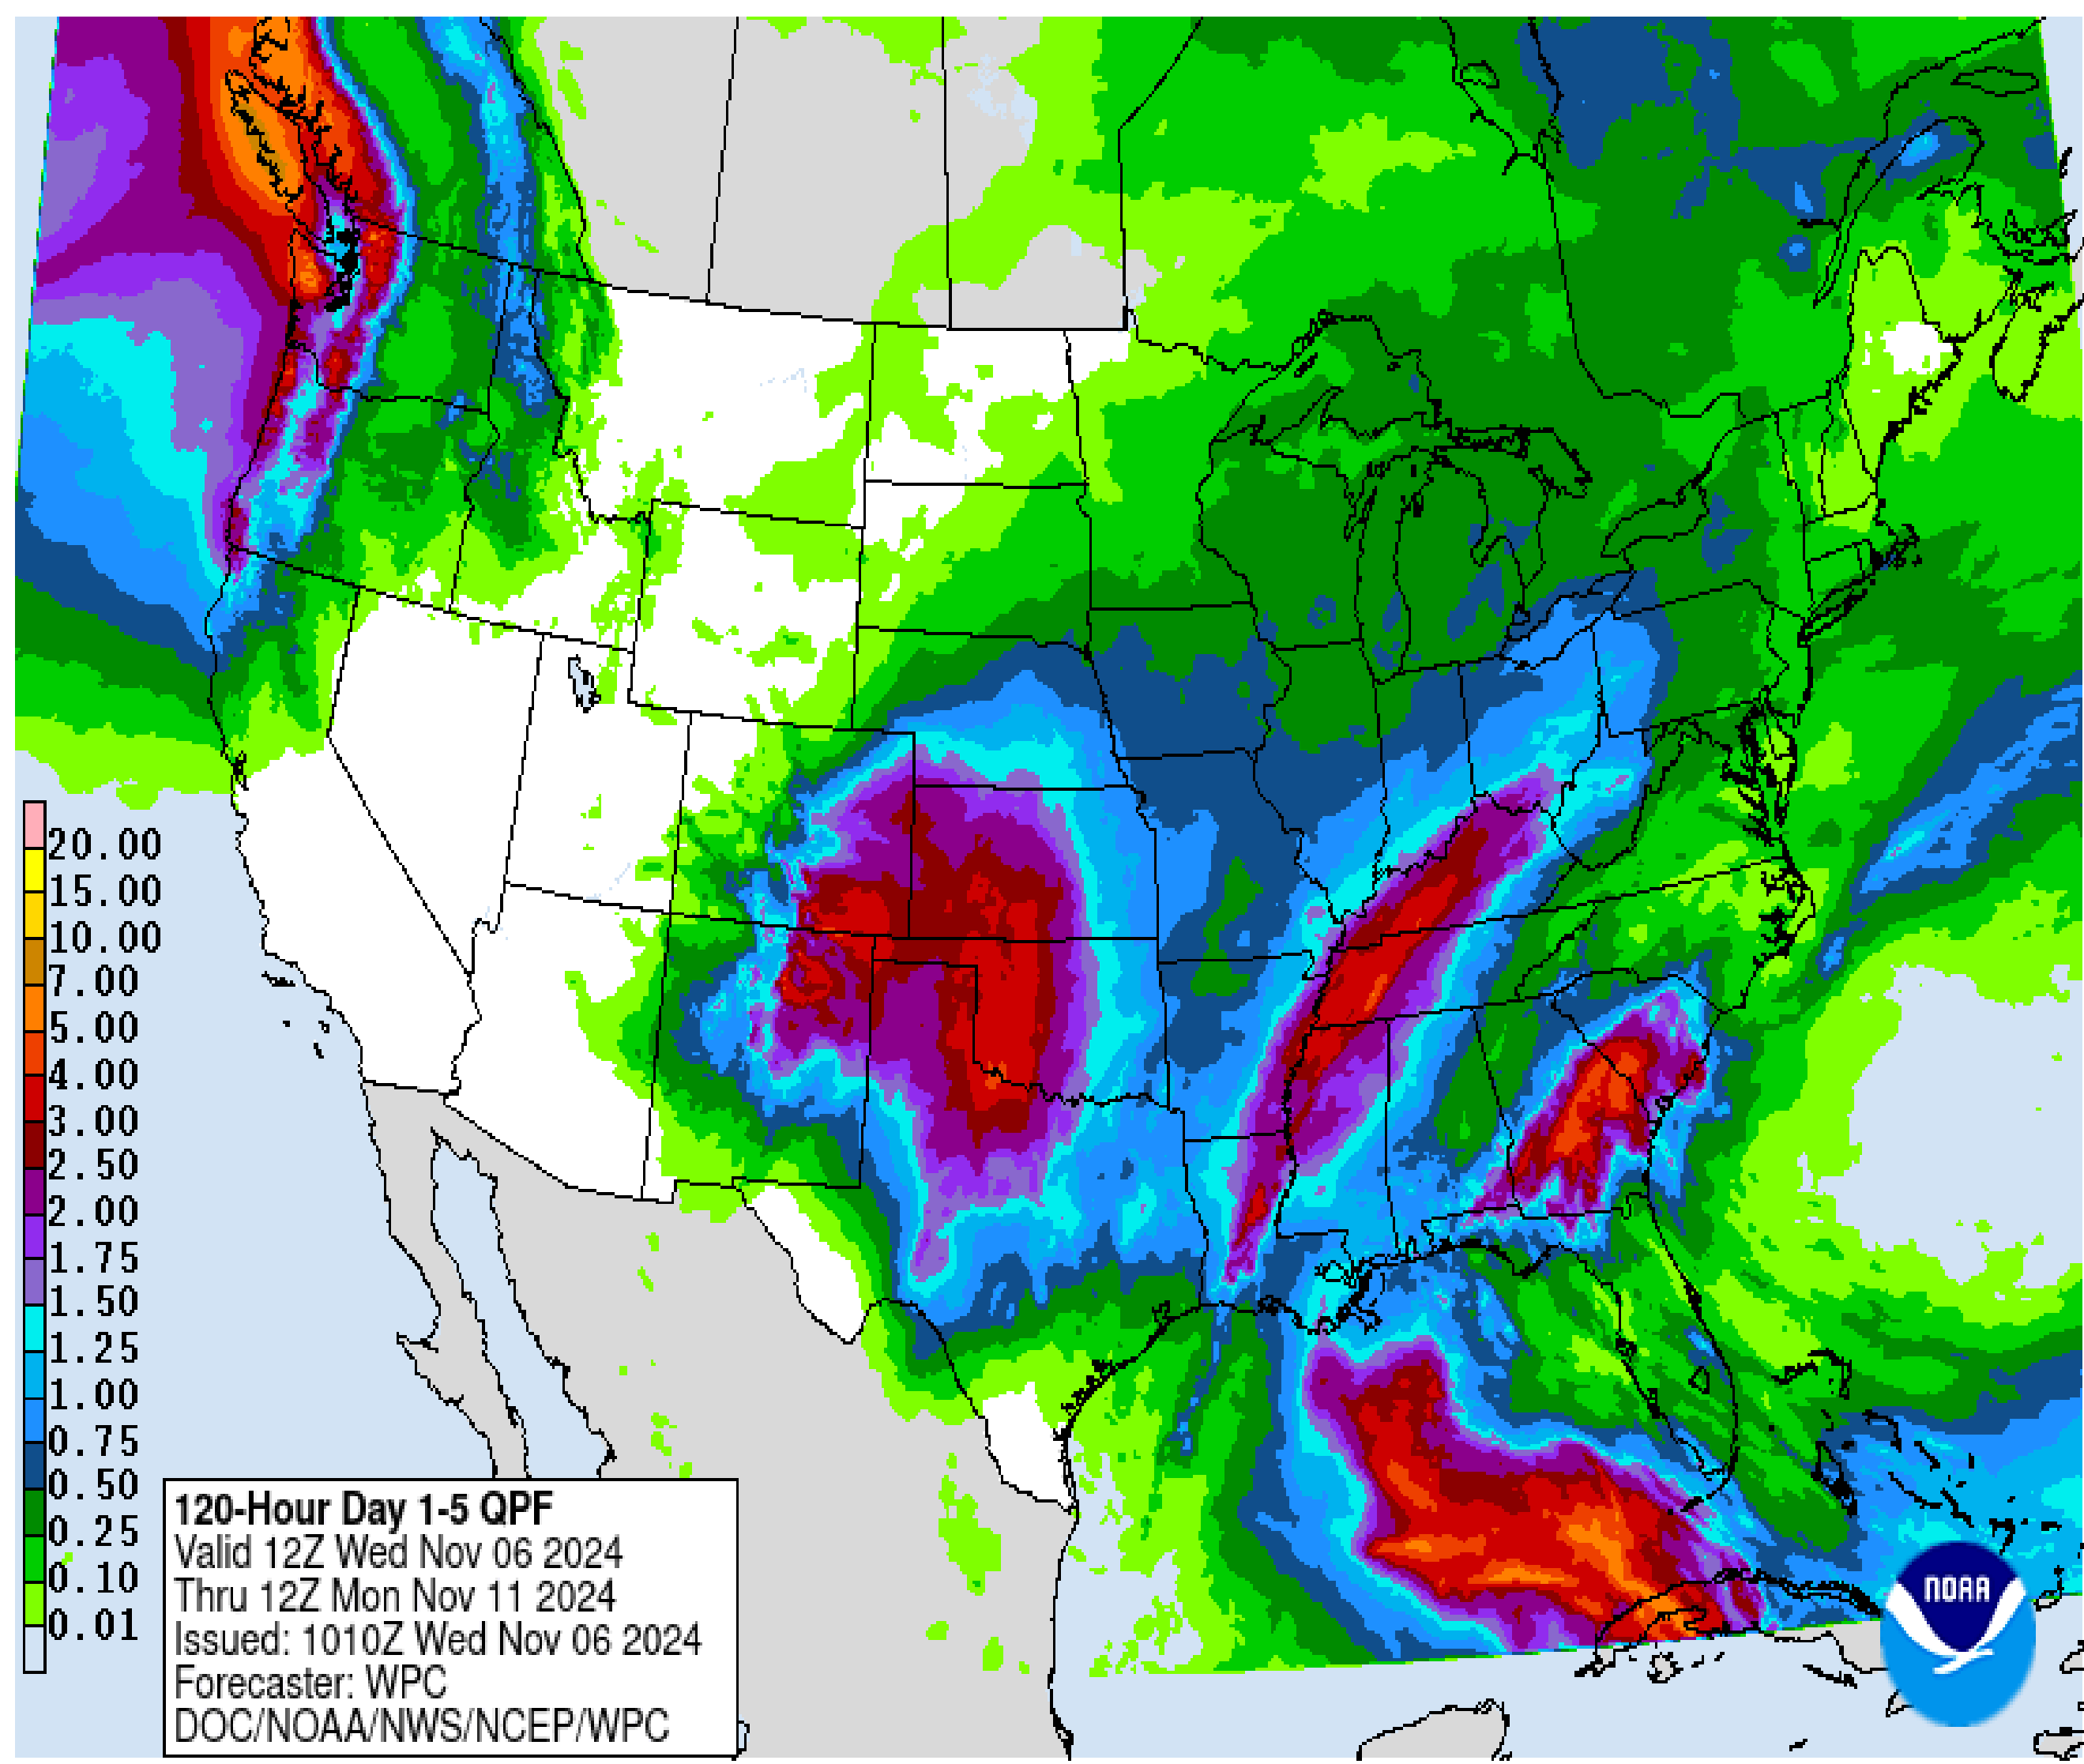 20.00
15.00
10.00
7.00
5.00
4.00
3.00
2.50
2.00
1.75
1.50
1.25
1.00
0.75
0.50
0.25
0.10
0.01
120-Hour Day 1-5 QPF
Valid 12Z Wed Nov 06 2024
Thru 12Z Mon Nov 11 2024
Issued: 1010Z Wed Nov 06 2024
Forecaster: WPC
DOC/NOAA/NWS/NCEP/WPC
NOAA